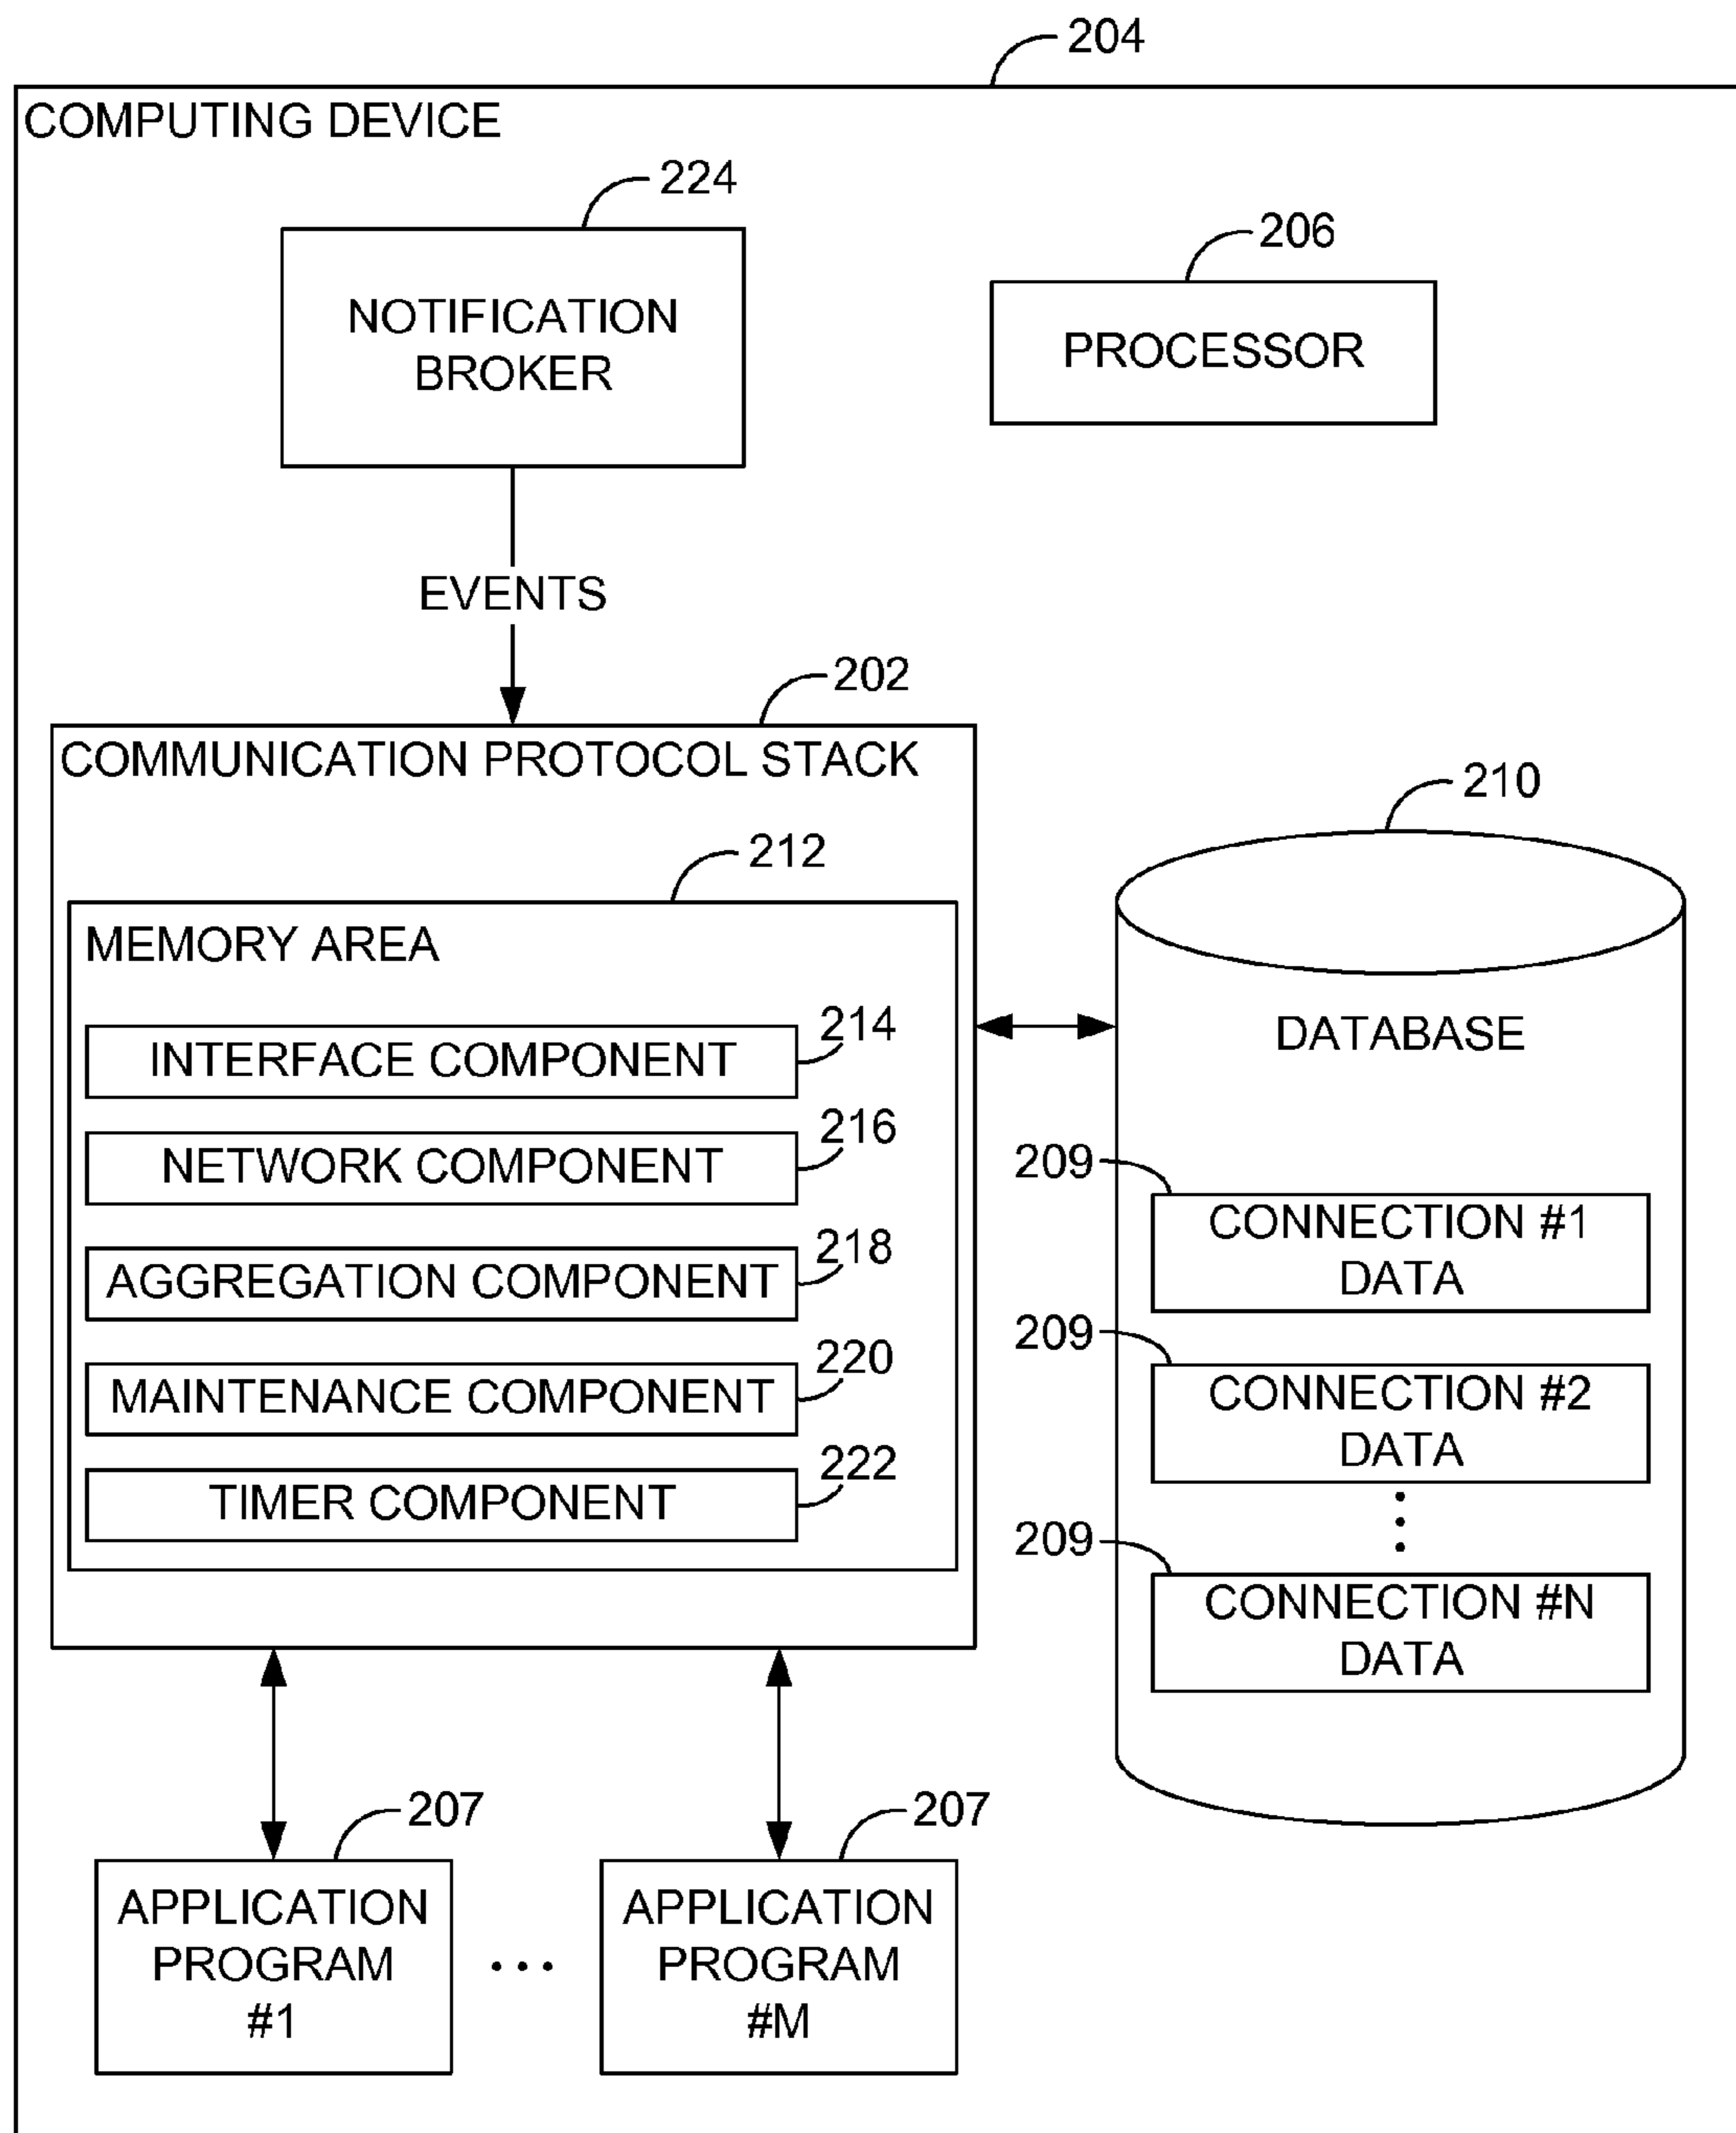 204
COMPUTING DEVICE
224
NOTIFICATION
BROKER
206
PROCESSOR
EVENTS
202
COMMUNICATION PROTOCOL STACK
212
MEMORY AREA
214
INTERFACE COMPONENT
216
NETWORK COMPONENT
218
AGGREGATION COMPONENT
220
MAINTENANCE COMPONENT
222
TIMER COMPONENT
210
DATABASE
209
CONNECTION #1
DATA
209
CONNECTION #2
DATA
209
CONNECTION #N
DATA
207
APPLICATION
PROGRAM
#1
...
207
APPLICATION
PROGRAM
#M